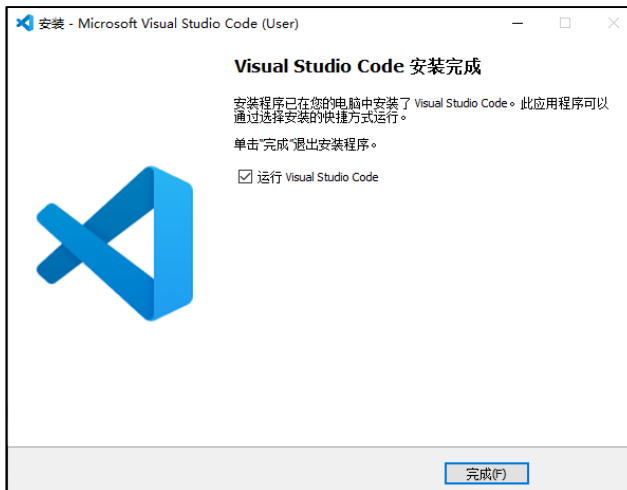 安装 - Microsoft Visual Studio Code (User)
Visual Studio Code 安装完成
安装程序已在您的电脑中安装了 Visual Studio Code。此应用程序可以
通过选择安装的快捷方式运行。
单击"完成"退出安装程序。
运行 Visual Studio Code
完成(F)